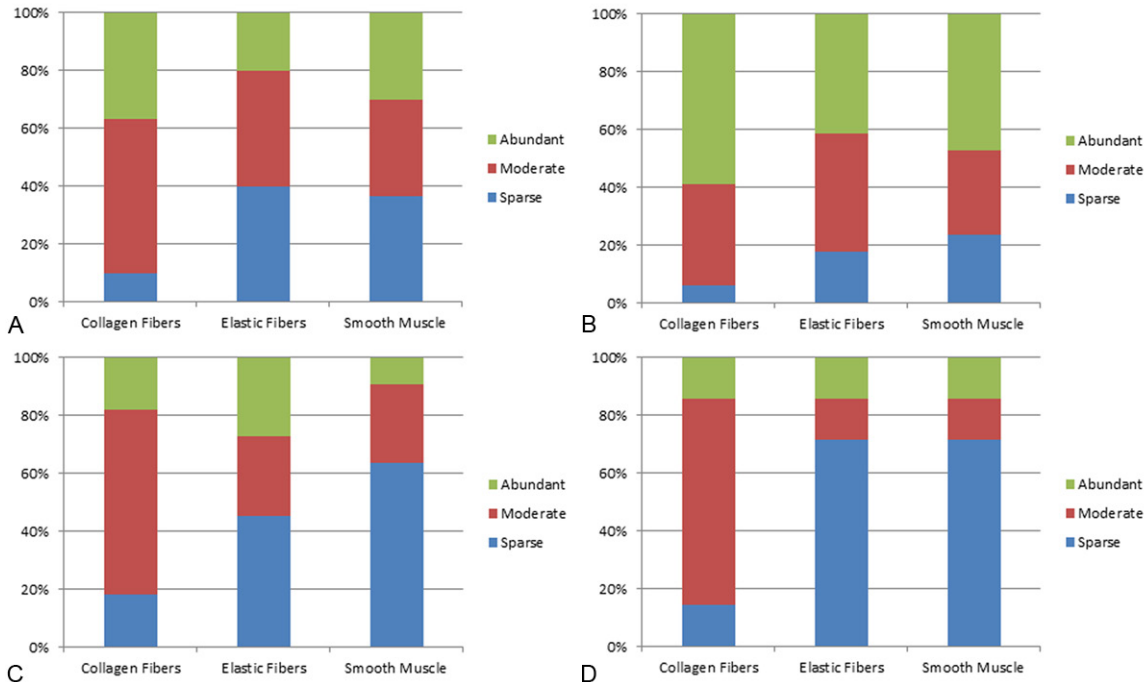 100%
80%
60%
40%
20%
0%
Collagen Fibers Elastic Fibers Smooth Muscle
Abundant
Moderate
Sparse
A
100%
80%
60%
40%
20%
0%
Collagen Fibers Elastic Fibers Smooth Muscle
Abundant
Moderate
Sparse
B
100%
80%
60%
40%
20%
0%
Collagen Fibers Elastic Fibers Smooth Muscle
Abundant
Moderate
Sparse
C
100%
80%
60%
40%
20%
0%
Collagen Fibers Elastic Fibers Smooth Muscle
Abundant
Moderate
Sparse
D